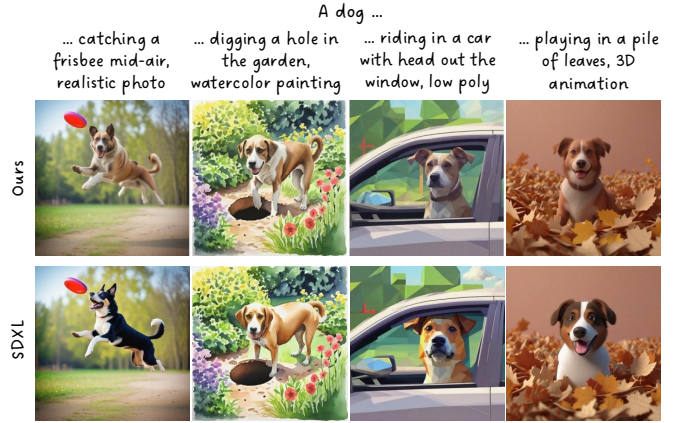 A dog ...
... catching a
frisbee mid-air,
realistic photo
... digging a hole in
the garden,
watercolor painting
... riding in a car
with head out the
window, low poly
... playing in a pile
of leaves, 3D
animation
Ours
SDXL